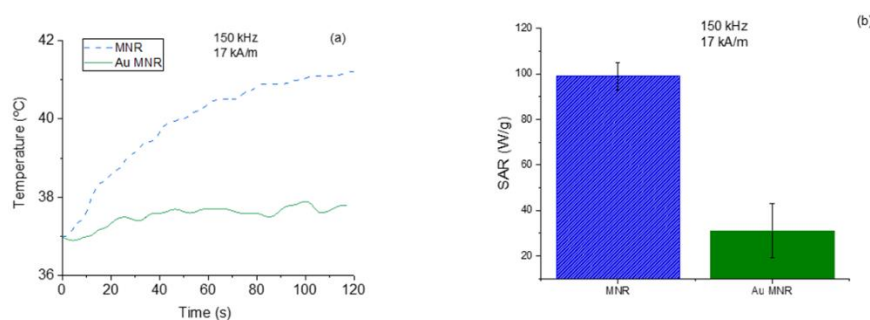 150 kHz
17 kA/m
(a)
MNR
Au MNR
42
40
38
36
Temperature (ºC)
0
20
40
60
80
100
120
Time (s)
150 kHz
17 kA/m
(b)
120
100
80
60
40
20
SAR (W/g)
MNR
Au MNR